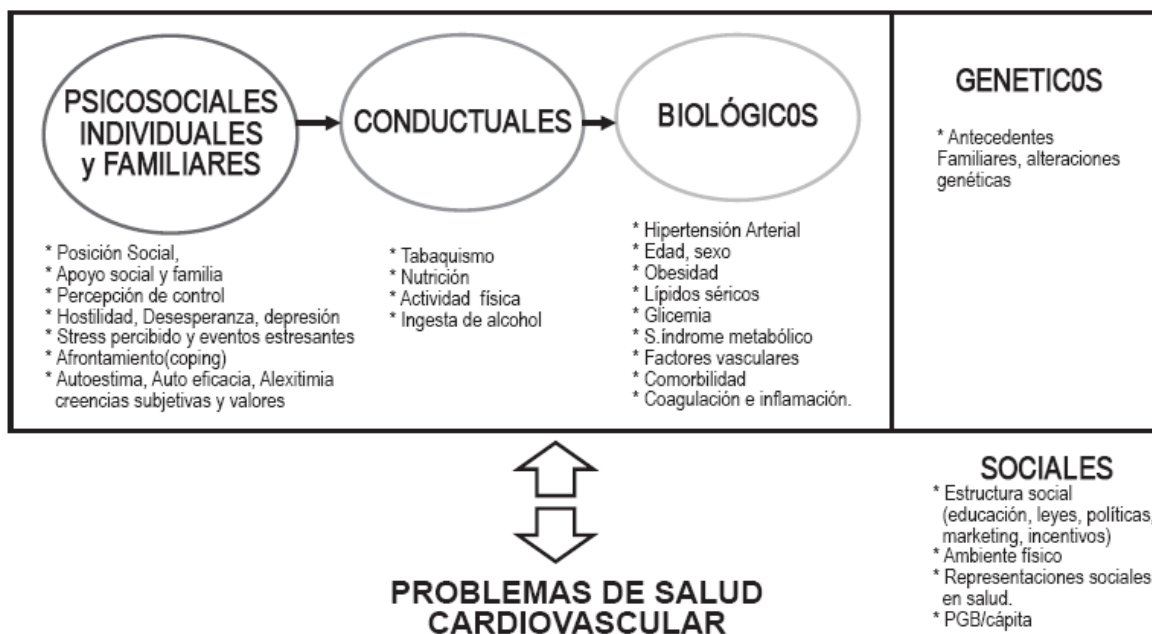 PSICOSOCIALES
INDIVIDUALES
y FAMILIARES
* Posición Social,
* Apoyo social y familia
* Percepción de control
* Hostilidad, Desesperanza, depresión
* Stress percibido y eventos estresantes
* Afrontamiento(coping)
* Autoestima, Auto eficacia, Alexitimia
creencias subjetivas y valores
CONDUCTUALES
* Tabaquismo
* Nutrición
* Actividad física
* Ingesta de alcohol
BIOLÓGIC0S
* Hipertensión Arterial
* Edad, sexo
* Obesidad
* Lípidos séricos
* Glicemia
* S.índrome metabólico
* Factores vasculares
* Comorbilidad
* Coagulación e inflamación.
GENETIC0S
* Antecedentes
Familiares, alteraciones
genéticas
SOCIALES
* Estructura social
(educación, leyes, políticas,
marketing, incentivos)
* Ambiente físico
* Representaciones sociales
en salud.
* PGB/cápita
PROBLEMAS DE SALUD
CARDIOVASCULAR